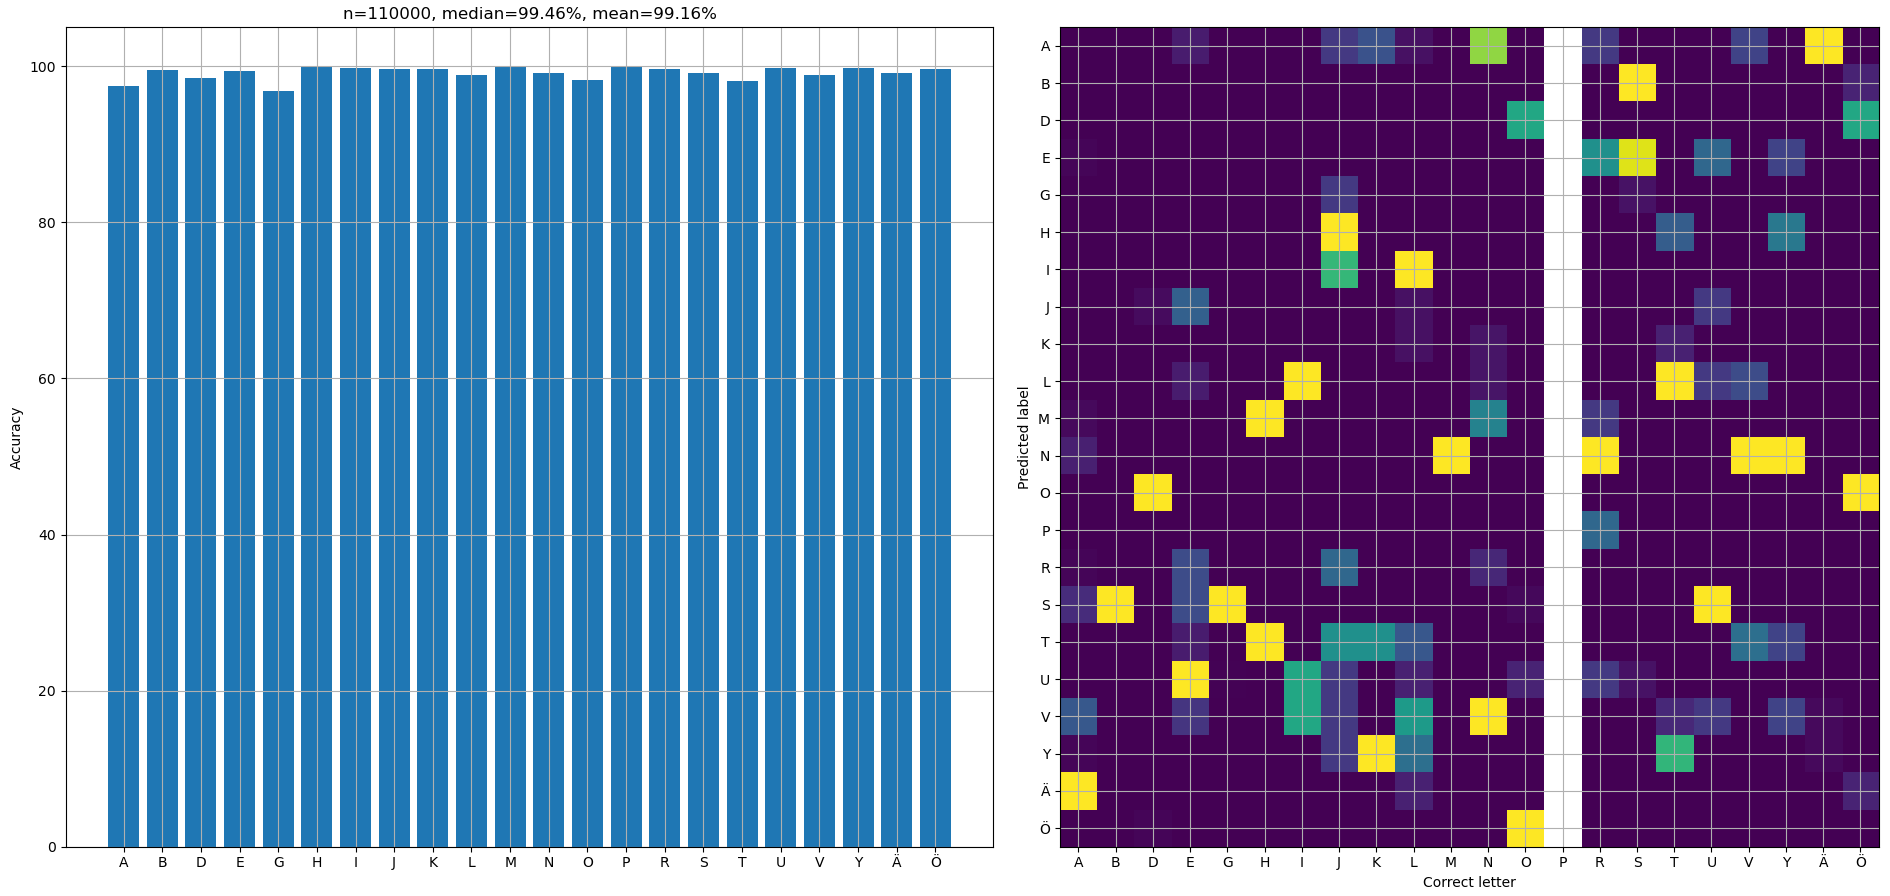 n=110000, median=99.46%, mean=99.16%
Accuracy
100
80
60
40
20
0
A B D E G H I J K L M N O P R S T U V Y Ä Ö
Predicted label
A
B
D
E
G
H
I
J
K
L
M
N
O
P
R
S
T
U
V
Y
Ä
Ö
A B D E G H I J K L M N O P R S T U V Y Ä Ö
Correct letter